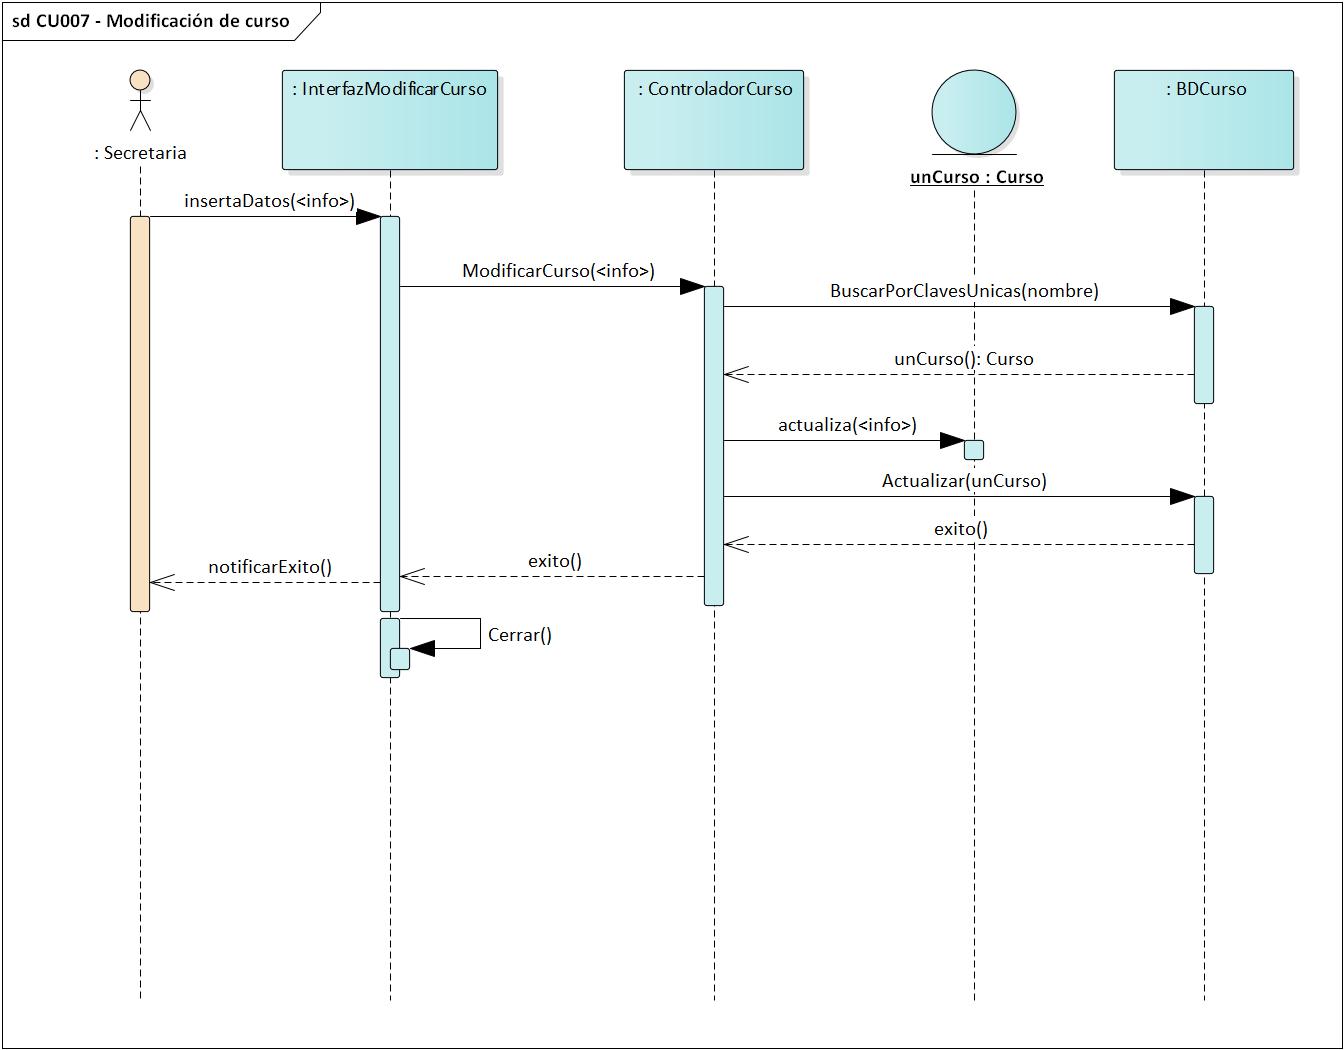 sd CU007 - Modificación de curso
: Secretaria
: InterfazModificarCurso
: ControladorCurso
unCurso : Curso
: BDCurso
insertaDatos(<info>)
ModificarCurso(<info>)
BuscarPorClavesUnicas(nombre)
unCurso(): Curso
actualiza(<info>)
Actualizar(unCurso)
exito()
exito()
notificarExito()
Cerrar()